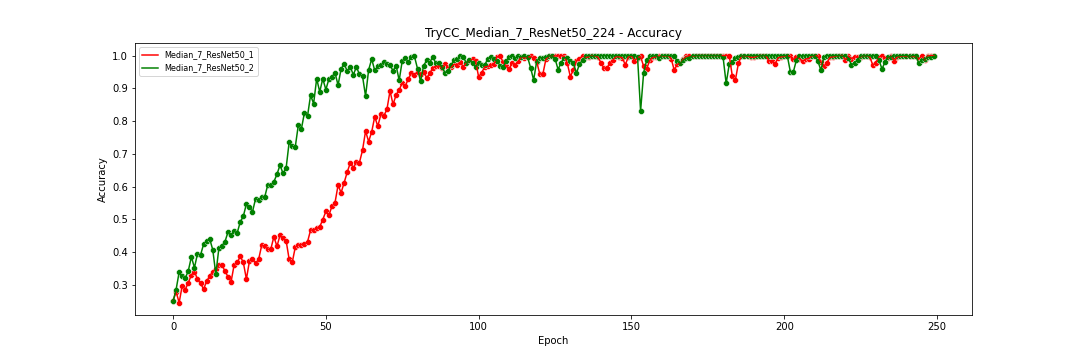 TryCC_Median_7_ResNet50_224 - Accuracy
Median_7_ResNet50_1
Median_7_ResNet50_2
Accuracy
1.0
0.9
0.8
0.7
0.6
0.5
0.4
0.3
0 50 100 150 200 250
Epoch